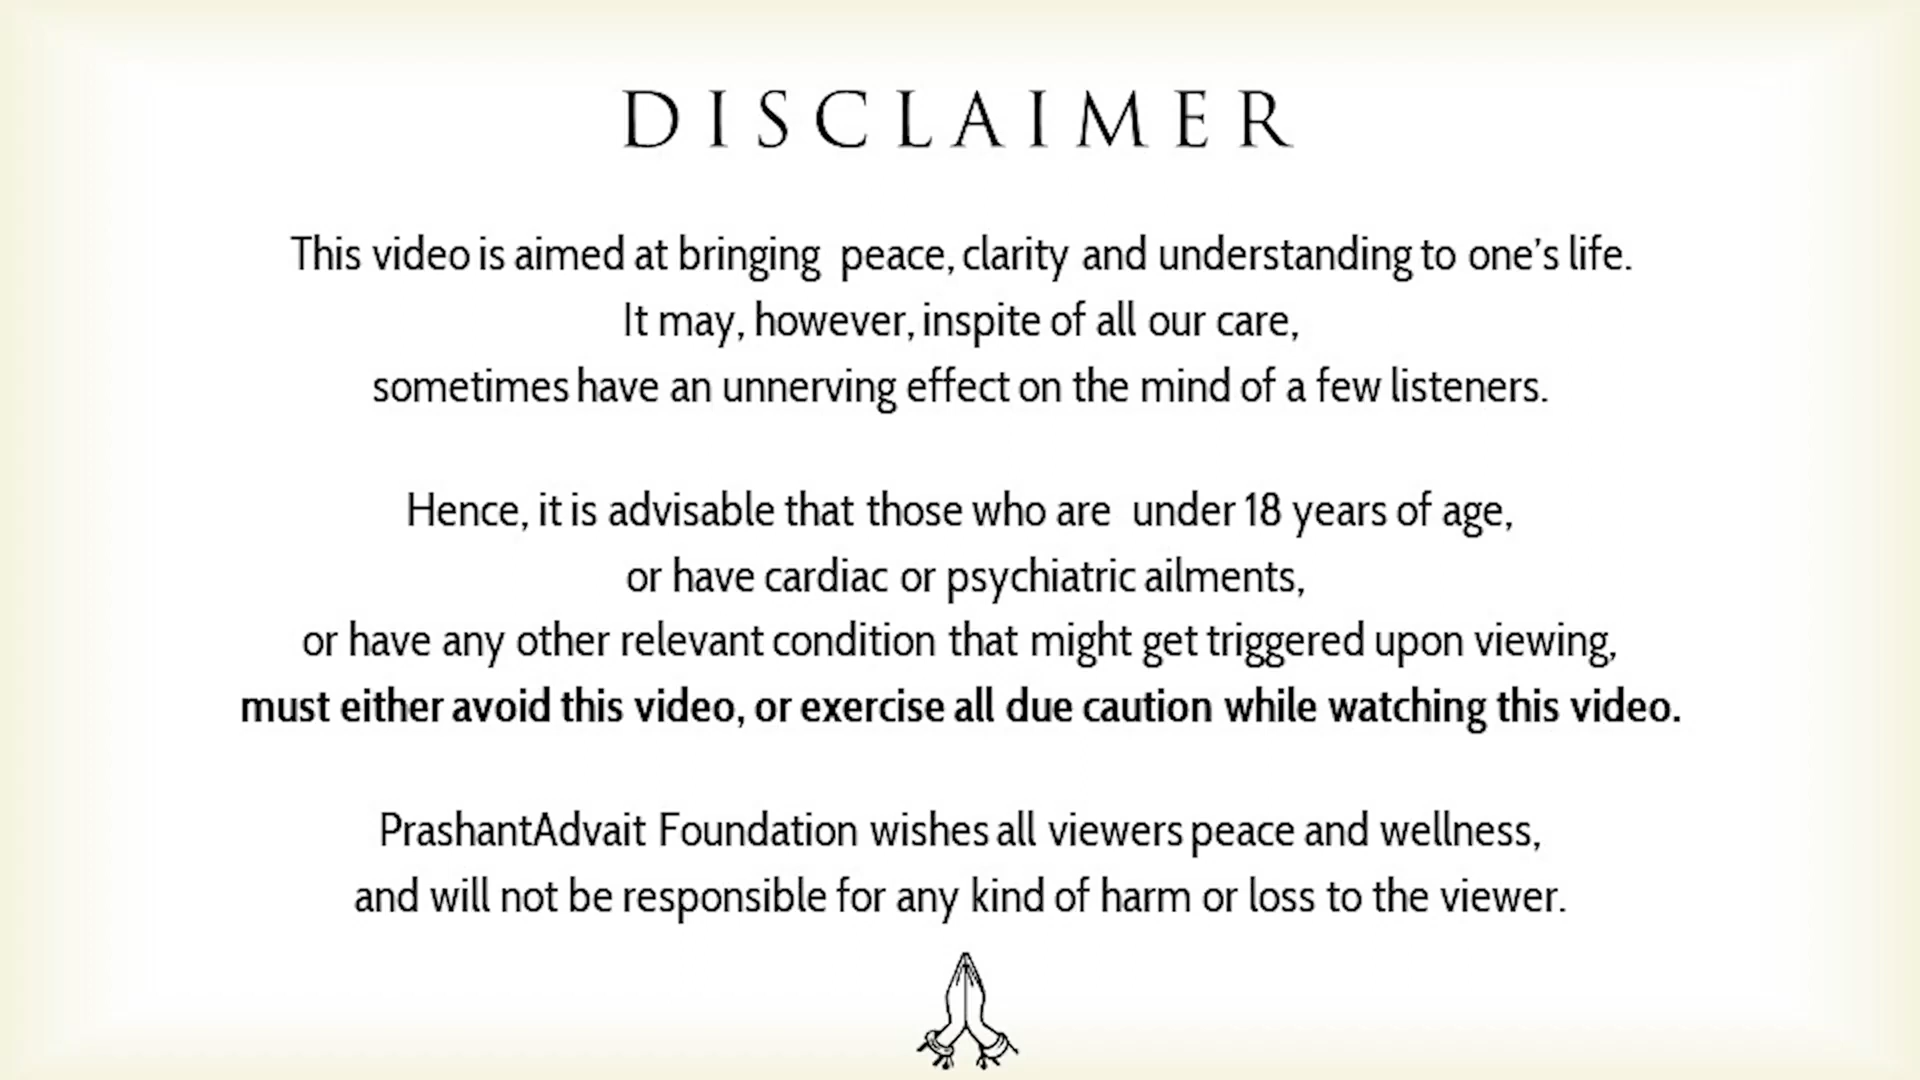 DISCLAIMER
This video is aimed at bringing peace, clarity and understanding to one's life.
It may, however, inspite of all our care,
sometimes have an unnerving effect on the mind of a few listeners.
Hence, it is advisable that those who are under 18 years of age,
or have cardiac or psychiatric ailments,
or have any other relevant condition that might get triggered upon viewing,
must either avoid this video, or exercise all due caution while watching this video.
PrashantAdvait Foundation wishes all viewers peace and wellness,
and will not be responsible for any kind of harm or loss to the viewer.